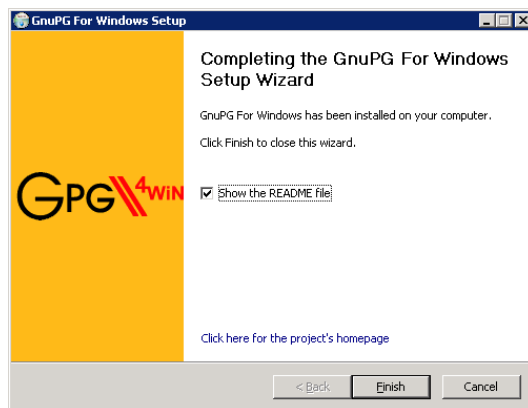 GnuPG For Windows Setup
Completing the GnuPG For Windows
Setup Wizard
GnuPG For Windows has been installed on your computer.
Click Finish to close this wizard.
GPG4WiN
Show the README file
Click here for the project's homepage
< Back
Finish
Cancel